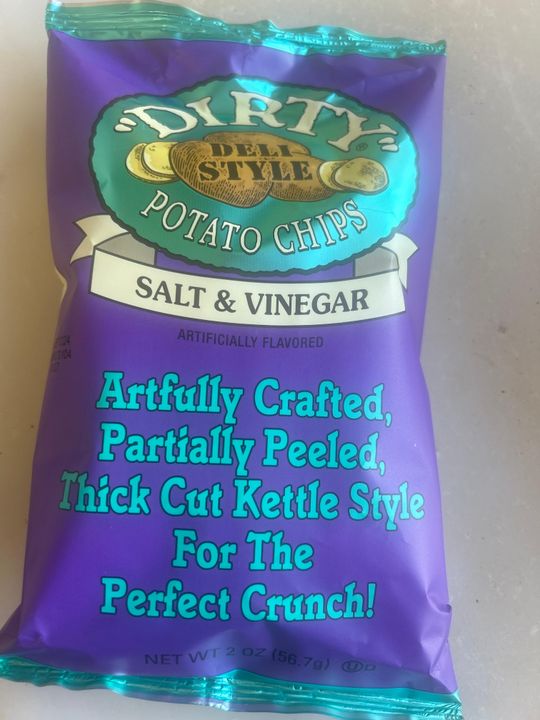 "DIRTY"®
DELI
STYLE
POTATO CHIPS
SALT & VINEGAR
ARTIFICIALLY FLAVORED
Artfully Crafted,
Partially Peeled,
Thick Cut Kettle Style
For The
Perfect Crunch!
NET WT 2 OZ (56.7g) ⓊD